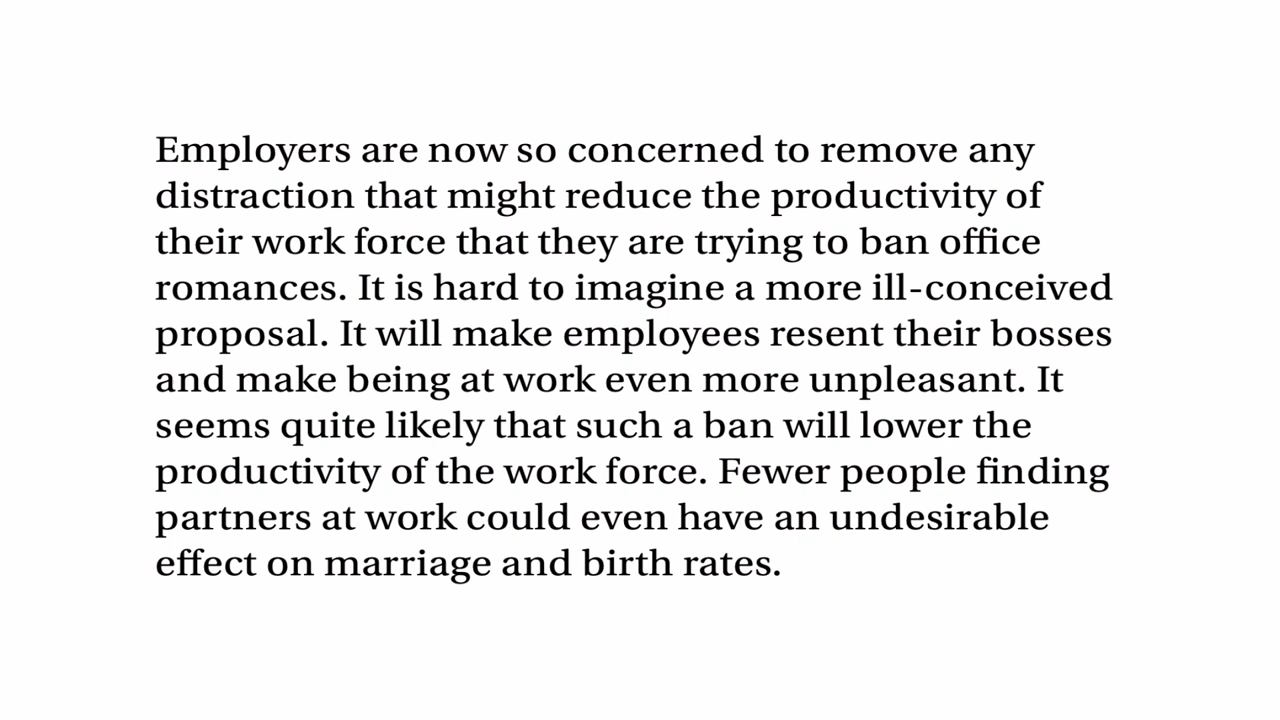 Employers are now so concerned to remove any
distraction that might reduce the productivity of
their work force that they are trying to ban office
romances. It is hard to imagine a more ill-conceived
proposal. It will make employees resent their bosses
and make being at work even more unpleasant. It
seems quite likely that such a ban will lower the
productivity of the work force. Fewer people finding
partners at work could even have an undesirable
effect on marriage and birth rates.